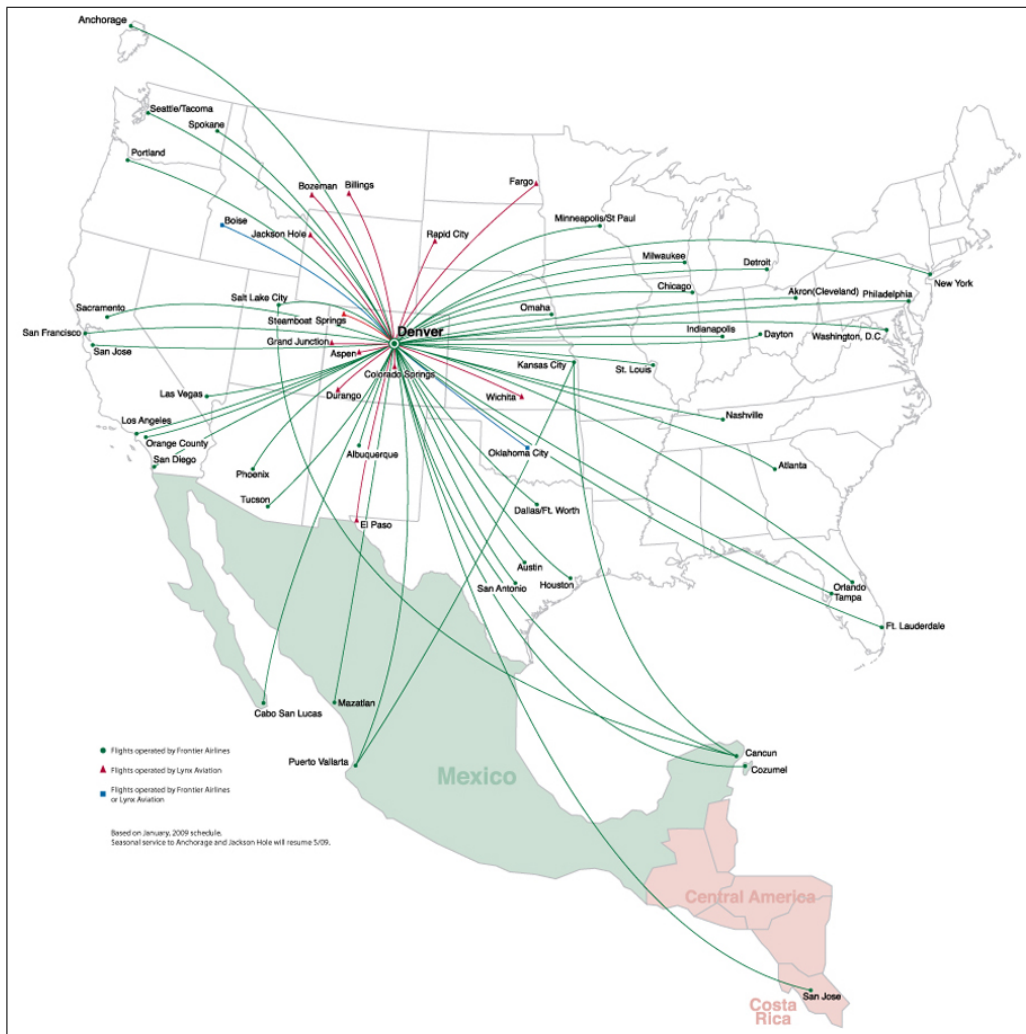 Anchorage
Seattle/Tacoma
Spokane
Portland
Bozeman
Billings
Fargo
Boise
Jackson Hole
Rapid City
Minneapolis/St Paul
Milwaukee
Detroit
New York
Chicago
Akron(Cleveland)
Philadelphia
Salt Lake City
Sacramento
Steamboat Springs
Omaha
San Francisco
Denver
Grand Junction
Indianapolis
Dayton
Washington, D.C.
San Jose
Aspen
Kansas City
St. Louis
Colorado Springs
Las Vegas
Durango
Wichita
Los Angeles
Nashville
Orange County
Albuquerque
Oklahoma City
San Diego
Atlanta
Phoenix
Tucson
Dallas/Ft. Worth
El Paso
Austin
San Antonio
Houston
Orlando
Tampa
Ft. Lauderdale
Cabo San Lucas
Mazatlan
Cancun
Puerto Vallarta
Cozumel
Mexico
Flights operated by Frontier Airlines
Flights operated by Lynx Aviation
Flights operated by Frontier Airlines
or Lynx Aviation
Based on January, 2009 schedule.
Seasonal service to Anchorage and Jackson Hole will resume 5/09.
Central America
San Jose
Costa
Rica